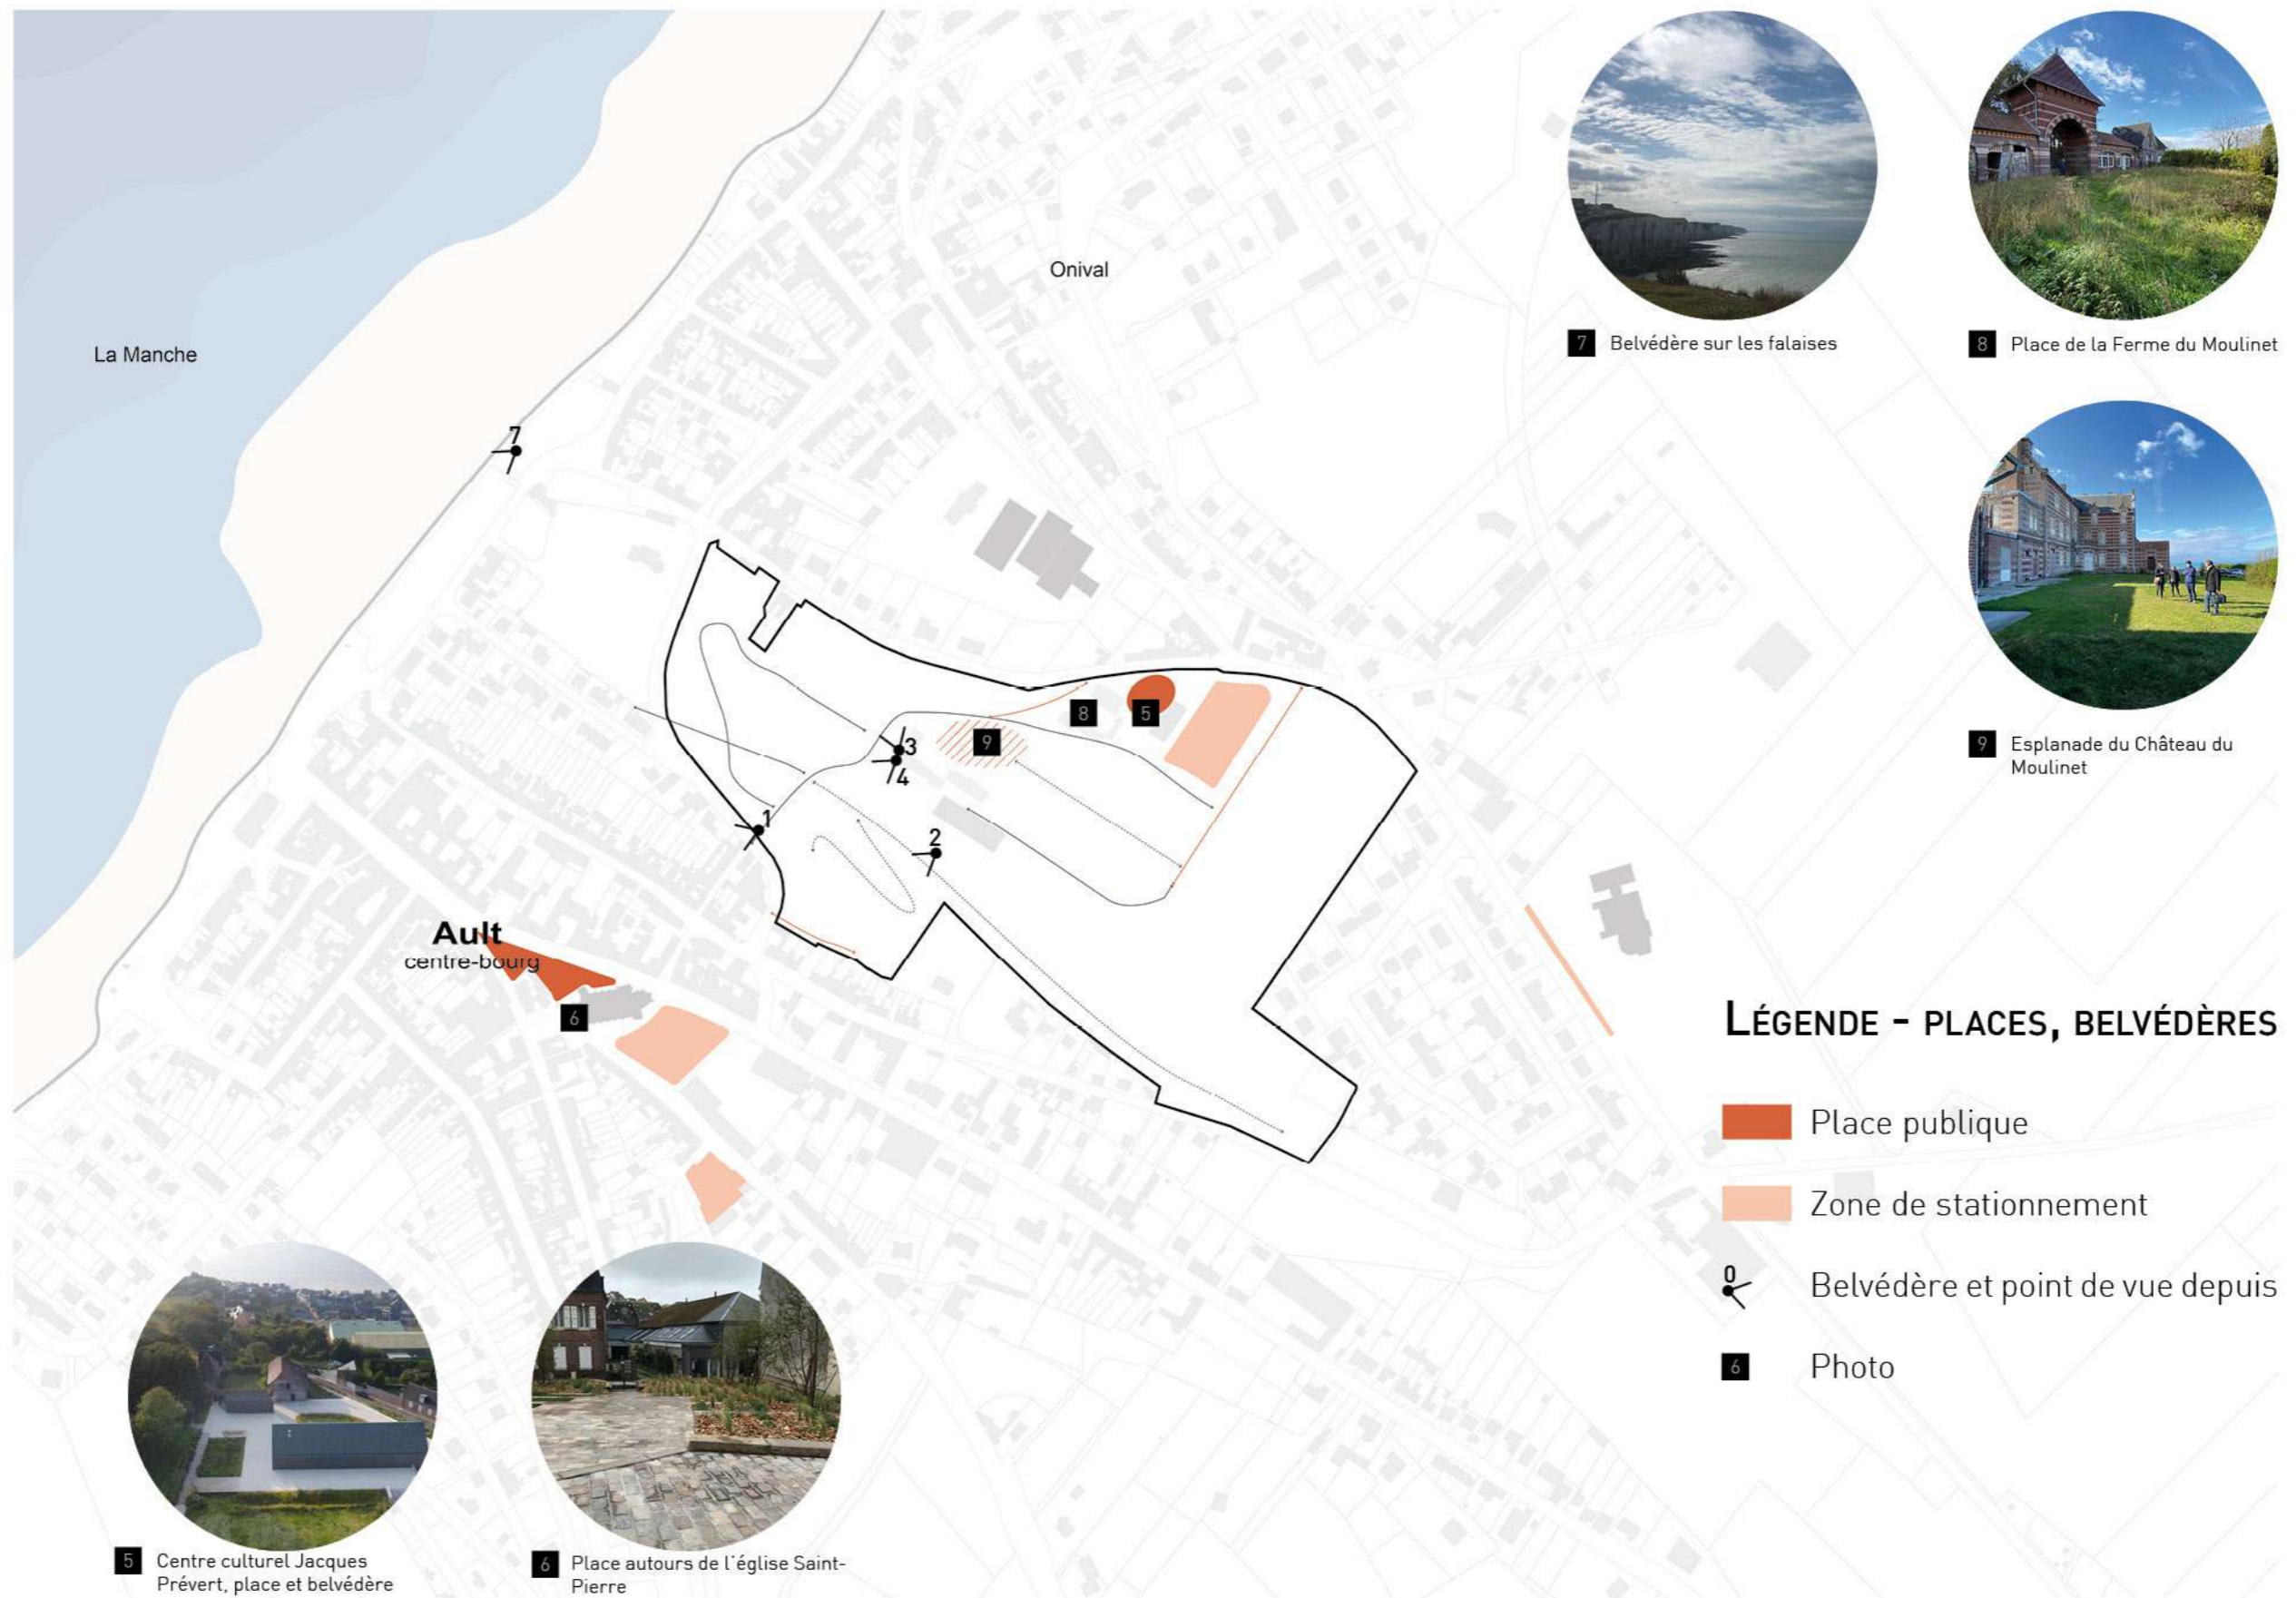 Onival
La Manche
7
7 Belvédère sur les falaises
8 Place de la Ferme du Moulinet
9 Esplanade du Château du
Moulinet
8
5
9
3
4
1
2
Ault
centre-bourg
6
LÉGENDE - PLACES, BELVÉDÈRES
Place publique
Zone de stationnement
0 Belvédère et point de vue depuis
6 Photo
5 Centre culturel Jacques
Prévert, place et belvédère
6 Place autours de l'église Saint-
Pierre